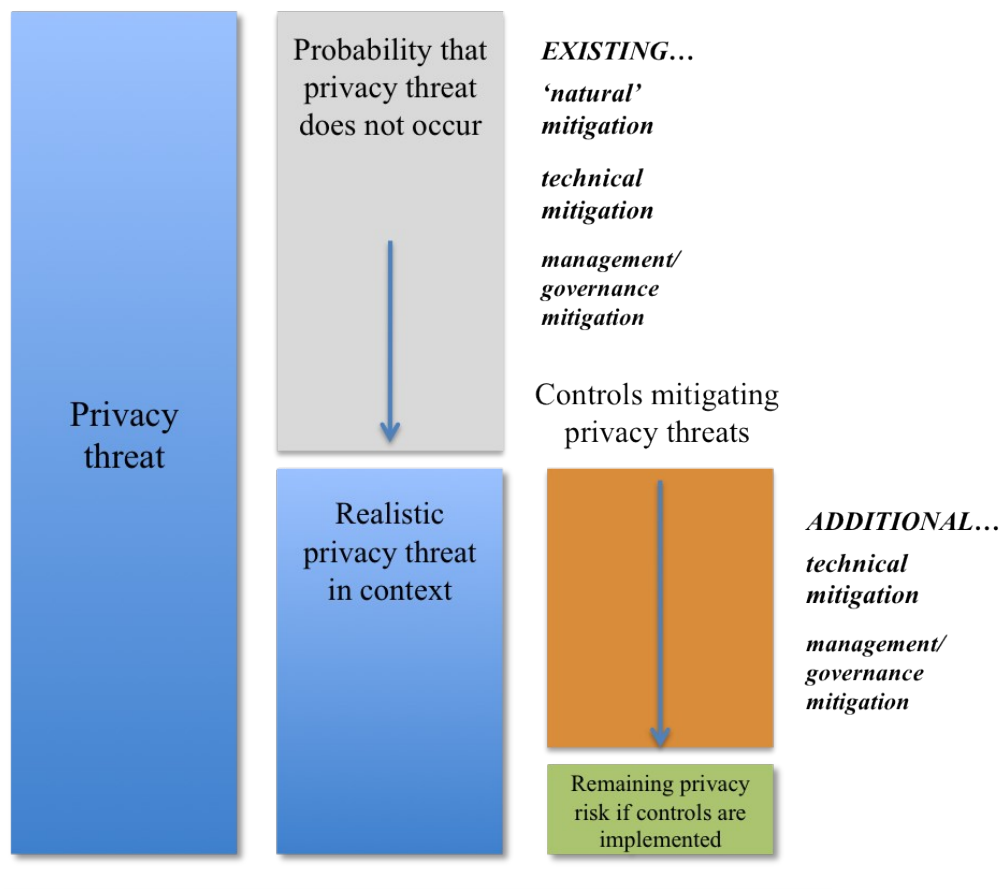 Privacy
threat
Probability that
privacy threat
does not occur
EXISTING…
‘natural’
mitigation
technical
mitigation
management/
governance
mitigation
Realistic
privacy threat
in context
Controls mitigating
privacy threats
ADDITIONAL…
technical
mitigation
management/
governance
mitigation
Remaining privacy
risk if controls are
implemented